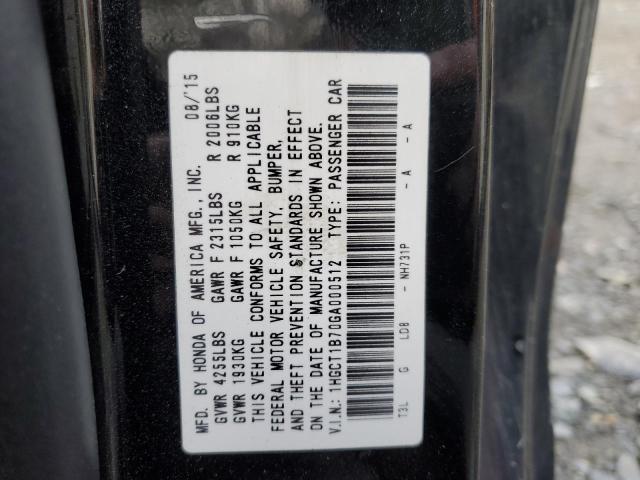 MFD. BY HONDA OF AMERICA MFG., INC. 08/'15
GVWR 4255LBS GAWR F 2315LBS R 2006LBS
GVWR 1930KG GAWR F 1050KG R 910KG
THIS VEHICLE CONFORMS TO ALL APPLICABLE
FEDERAL MOTOR VEHICLE SAFETY, BUMPER,
AND THEFT PREVENTION STANDARDS IN EFFECT
ON THE DATE OF MANUFACTURE SHOWN ABOVE.
V.I.N.: 1HGCT1B70GA000512 TYPE: PASSENGER CAR
T3L G LDB - NH731P - A - A